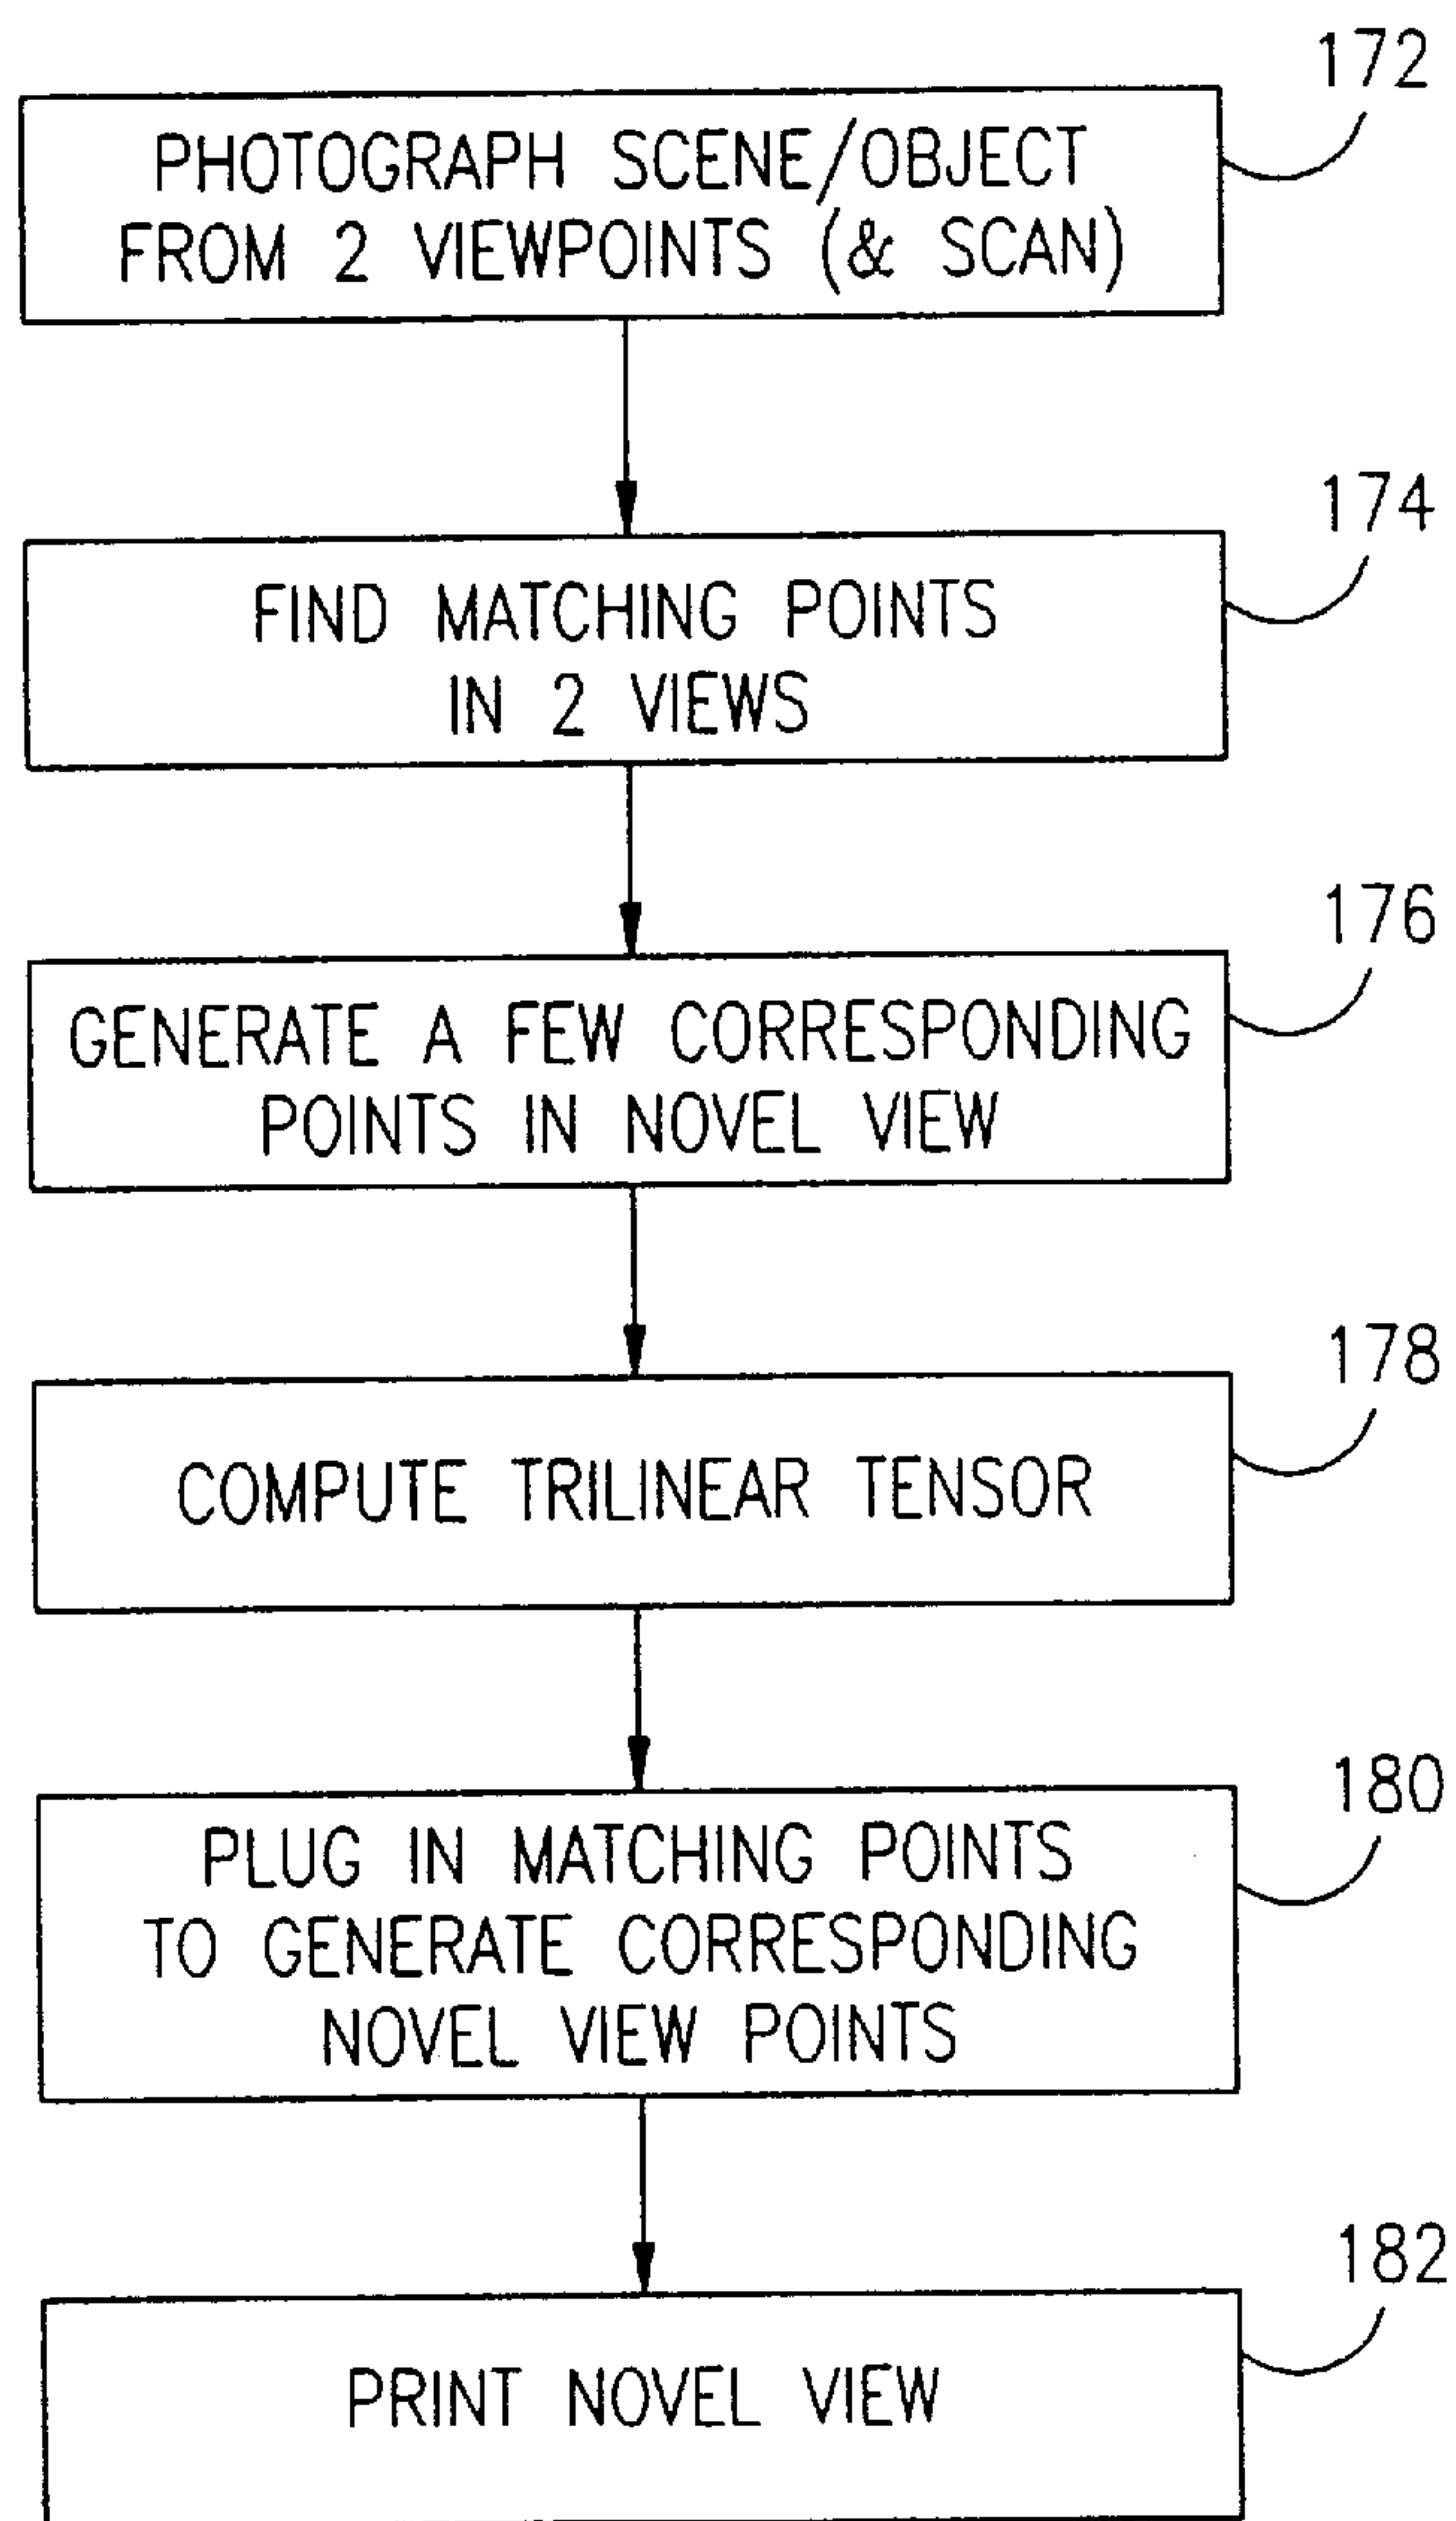 172
PHOTOGRAPH SCENE/OBJECT
FROM 2 VIEWPOINTS (& SCAN)
174
FIND MATCHING POINTS
IN 2 VIEWS
176
GENERATE A FEW CORRESPONDING
POINTS IN NOVEL VIEW
178
COMPUTE TRILINEAR TENSOR
180
PLUG IN MATCHING POINTS
TO GENERATE CORRESPONDING
NOVEL VIEW POINTS
182
PRINT NOVEL VIEW